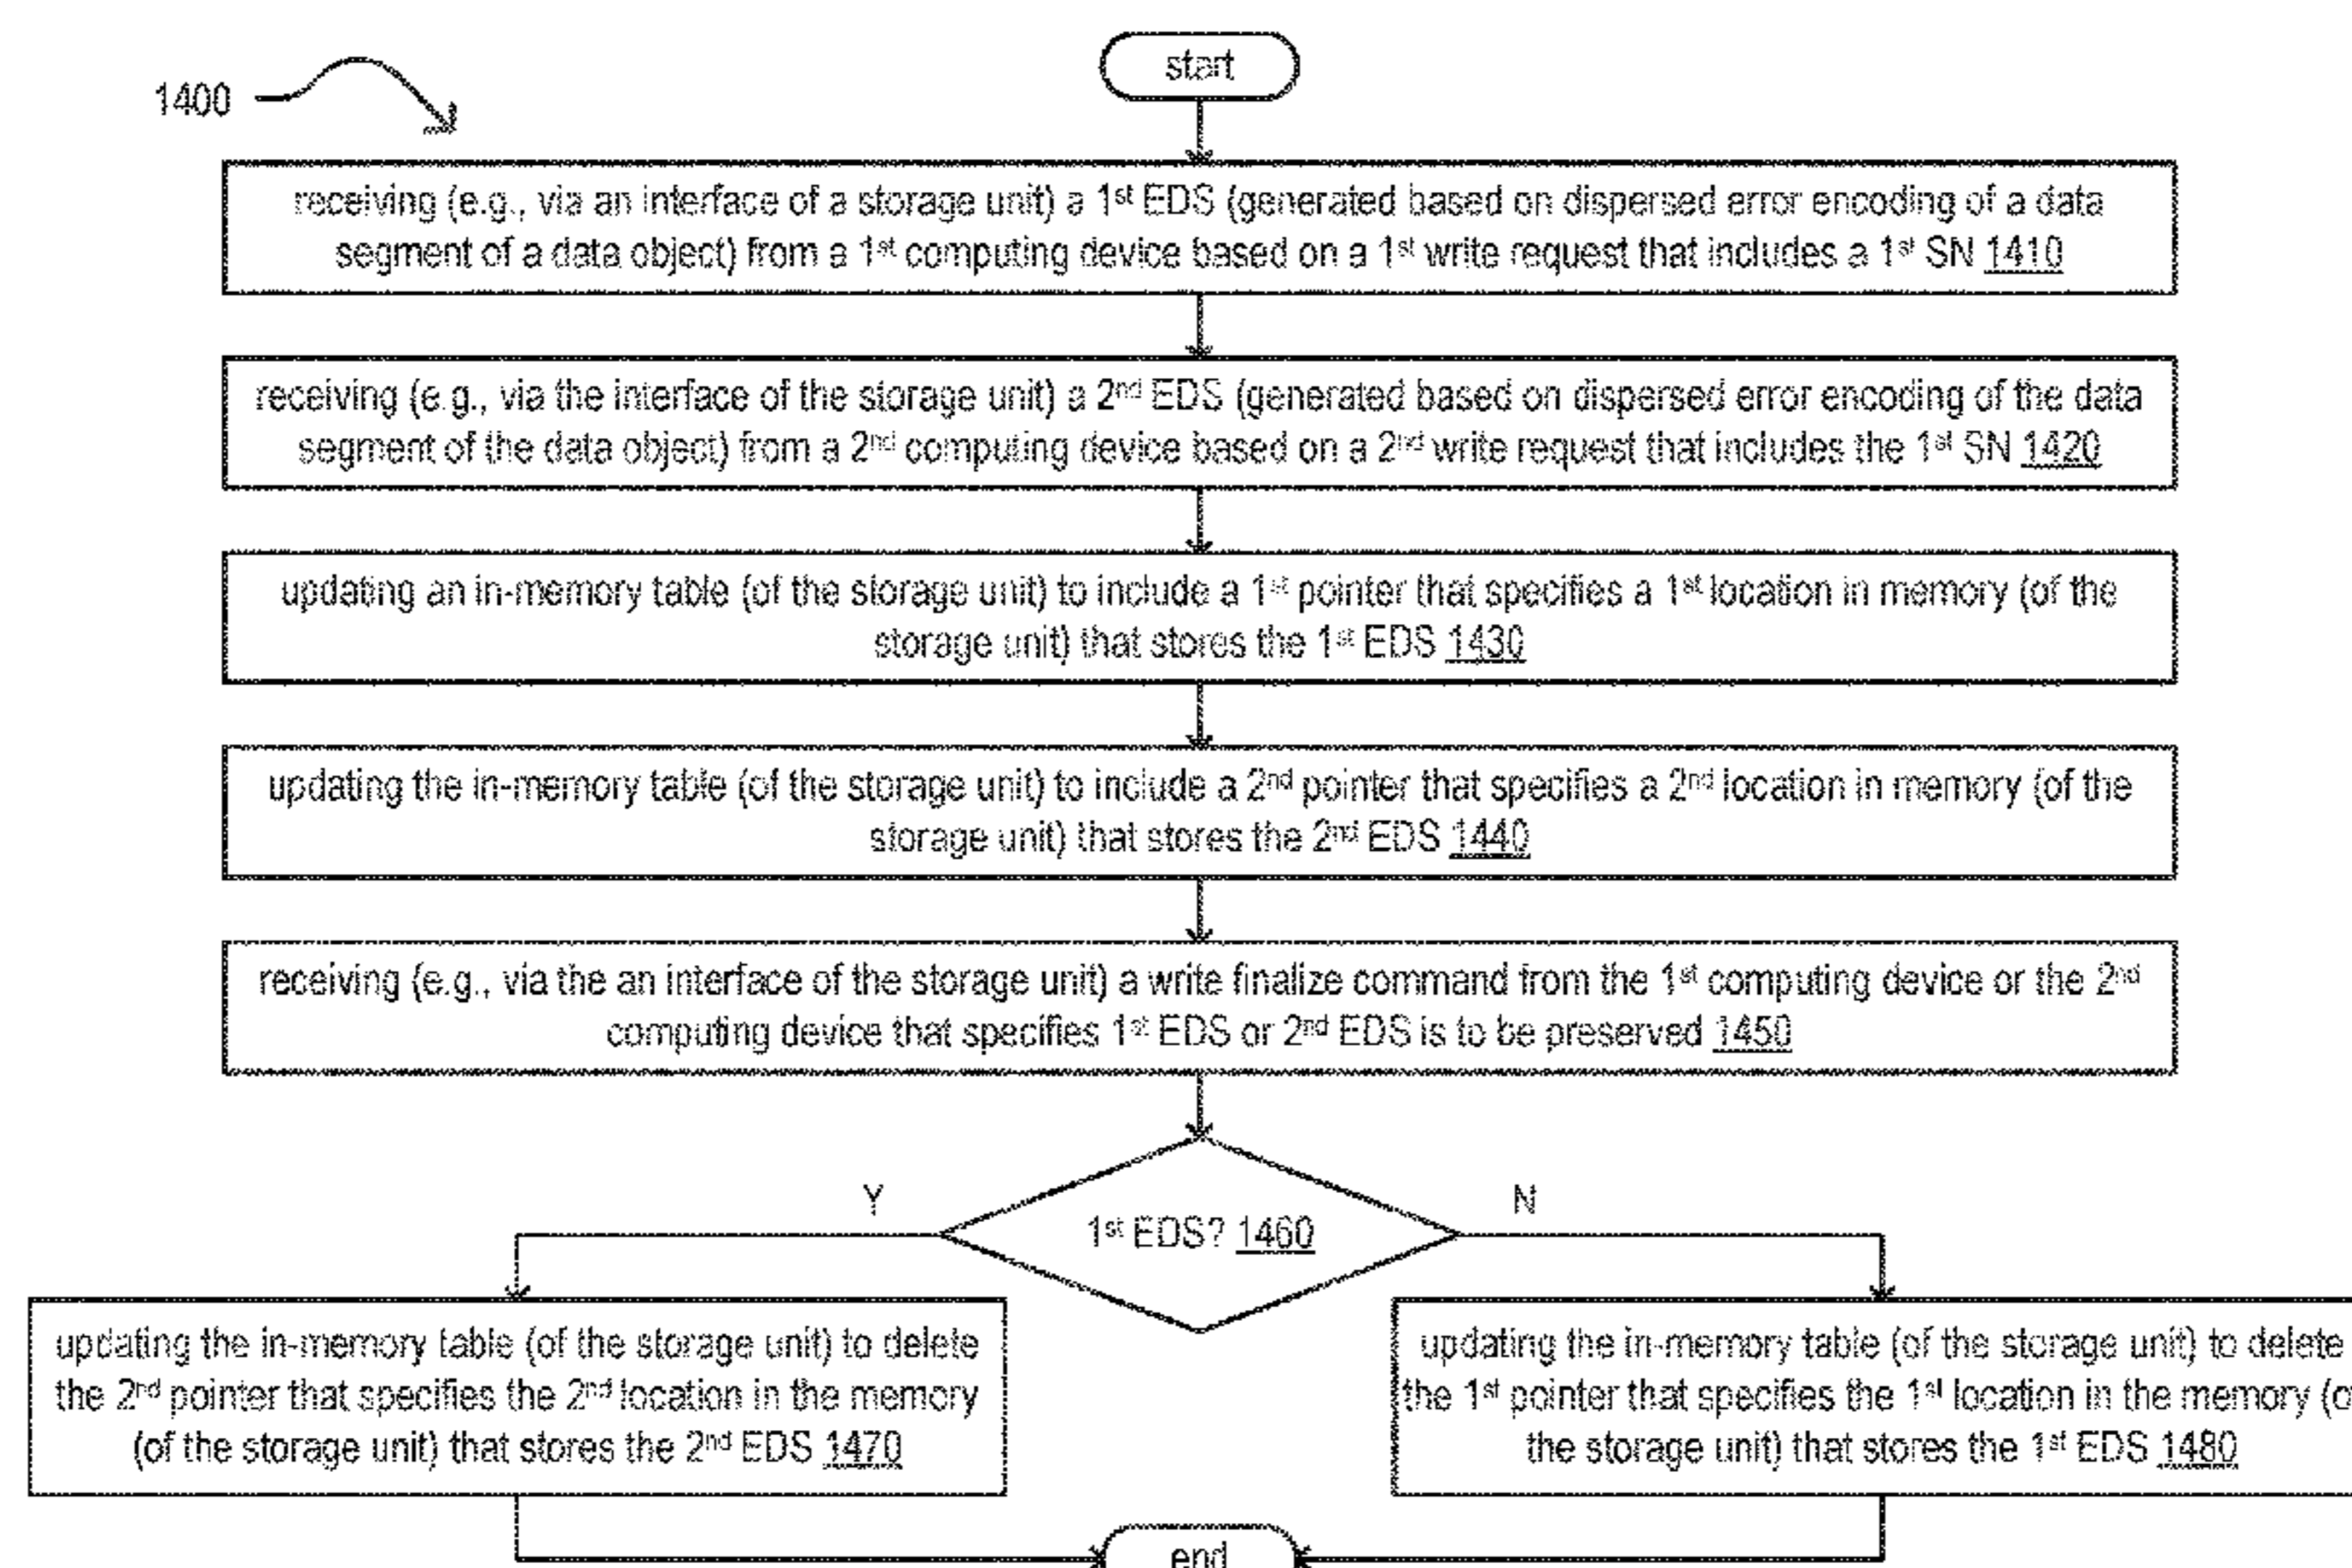 start
1400
receiving (e.g., via an interface of a storage unit) a 1st EDS (generated based on dispersed error encoding of a data
segment of a data object) from a 1st computing device based on a 1st write request that includes a 1st SN 1410
receiving (e.g., via the interface of the storage unit) a 2nd EDS (generated based on dispersed error encoding of the data
segment of the data object) from a 2nd computing device based on a 2nd write request that includes the 1st SN 1420
updating an in-memory table (of the storage unit) to include a 1st pointer that specifies a 1st location in memory (of the
storage unit) that stores the 1st EDS 1430
updating the in-memory table (of the storage unit) to include a 2nd pointer that specifies a 2nd location in memory (of the
storage unit) that stores the 2nd EDS 1440
receiving (e.g., via the an interface of the storage unit) a write finalize command from the 1st computing device or the 2nd
computing device that specifies 1st EDS or 2nd EDS is to be preserved 1450
Y
N
1st EDS? 1460
updating the in-memory table (of the storage unit) to delete
the 2nd pointer that specifies the 2nd location in the memory
(of the storage unit) that stores the 2nd EDS 1470
updating the in-memory table (of the storage unit) to delete
the 1st pointer that specifies the 1st location in the memory
the storage unit) that stores the 1st EDS 1480
end